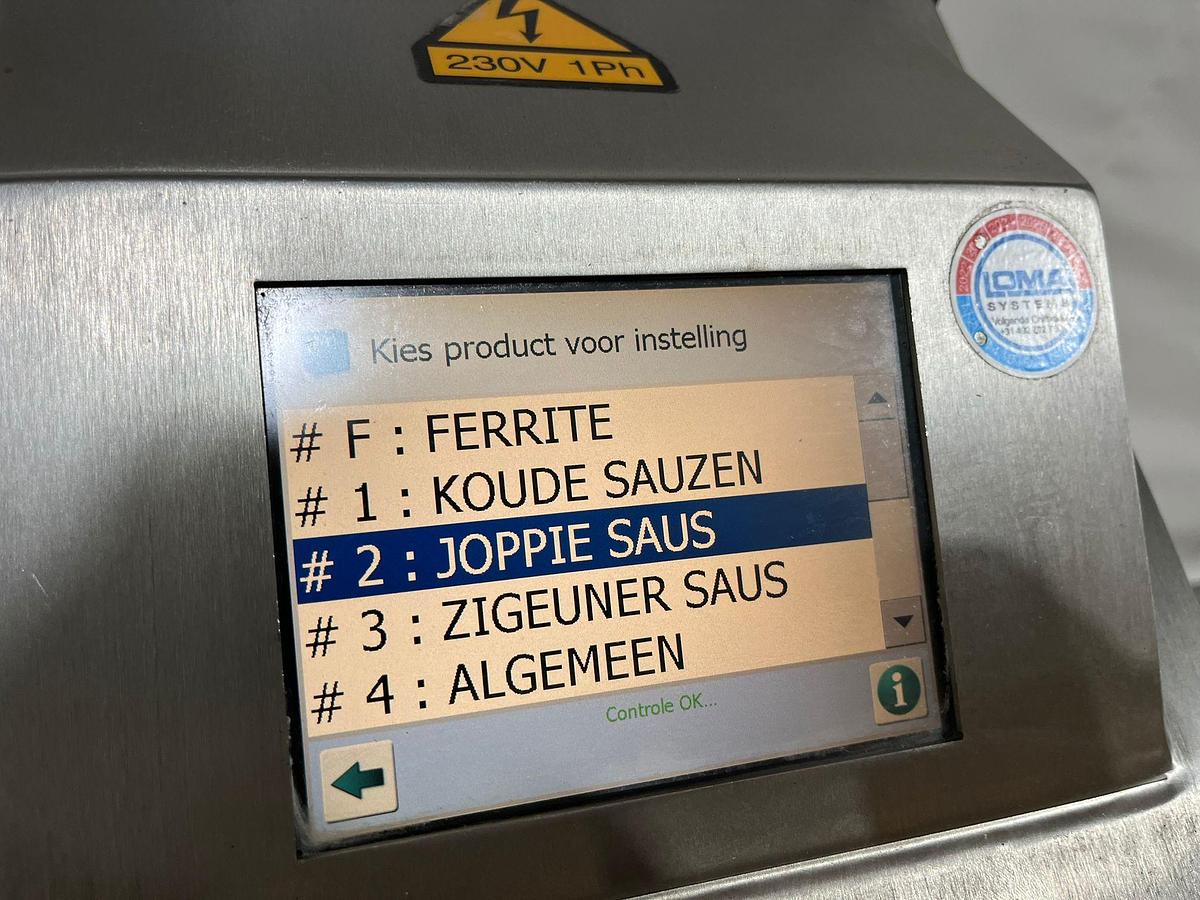 230V 1Ph
LOMA
SYSTEMS
Kies product voor instelling
# F : FERRITE
# 1 : KOUDE SAUZEN
# 2 : JOPPIE SAUS
# 3 : ZIGEUNER SAUS
# 4 : ALGEMEEN
Controle OK...